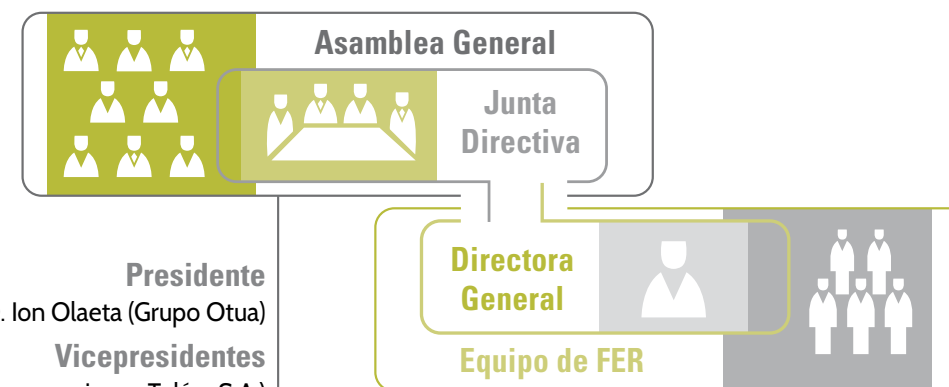 Asamblea General
Junta
Directiva
Directora
General
Equipo de FER
Presidente
. Ion Olaeta (Grupo Otua)
Vicepresidentes